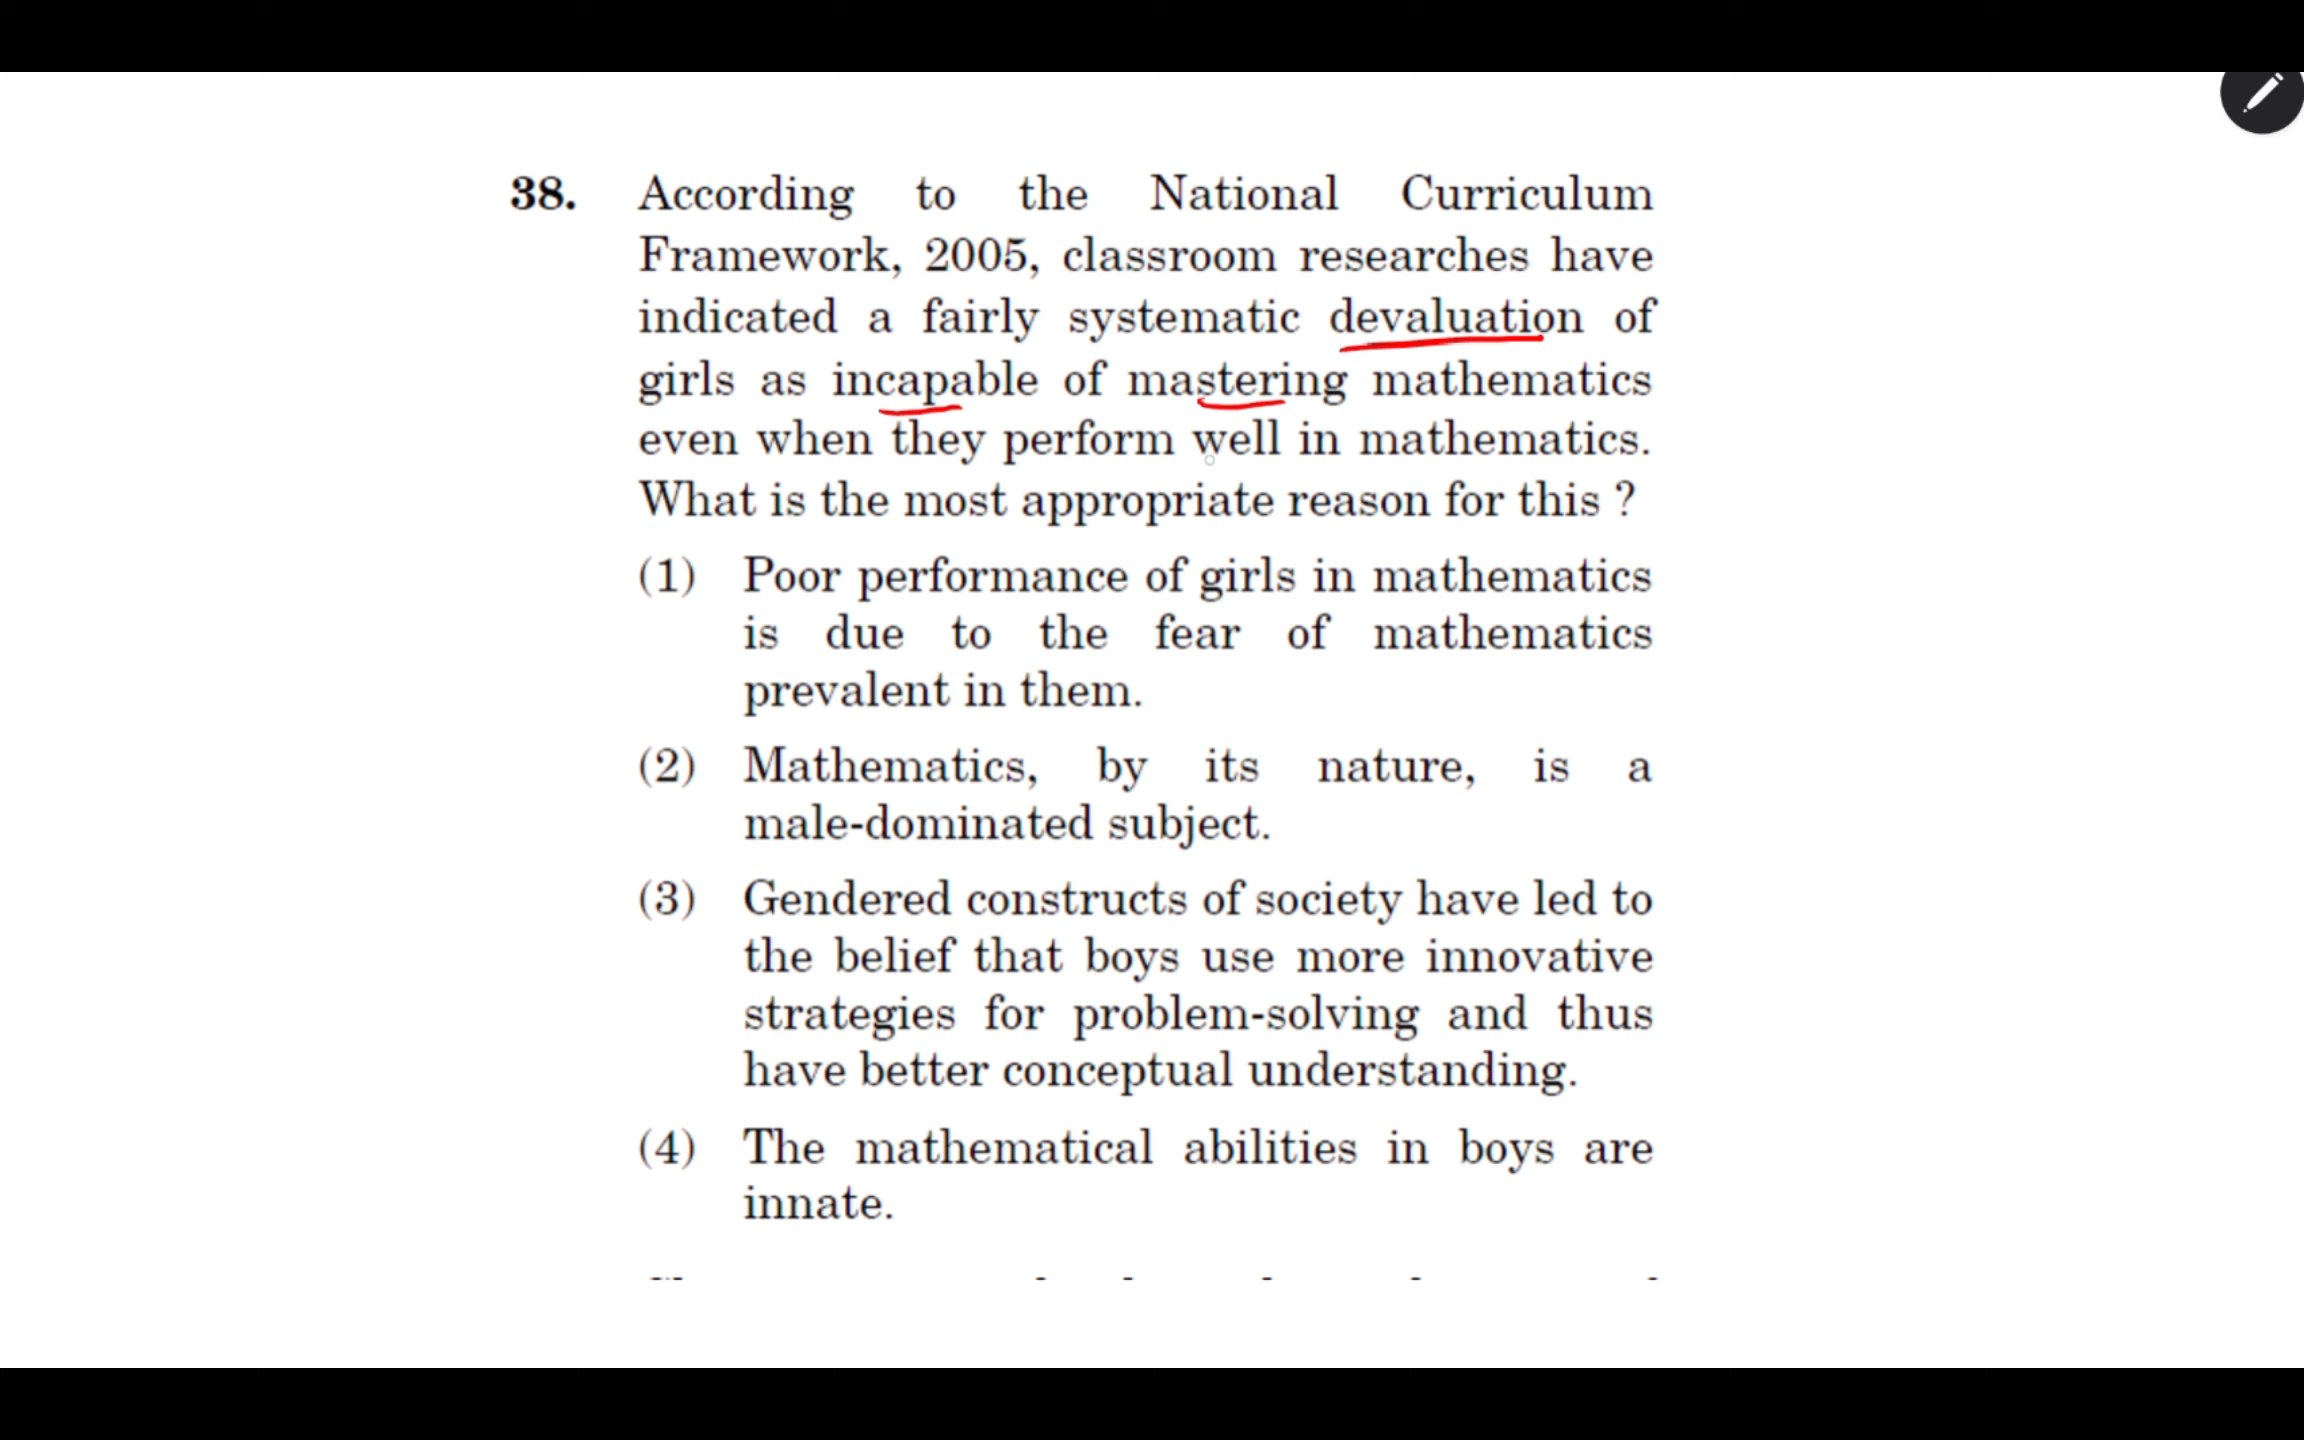 38. According to the National Curriculum
Framework, 2005, classroom researches have
indicated a fairly systematic devaluation of
girls as incapable of mastering mathematics
even when they perform well in mathematics.
What is the most appropriate reason for this ?
(1) Poor performance of girls in mathematics
is due to the fear of mathematics
prevalent in them.
(2) Mathematics, by its nature, is a
male-dominated subject.
(3) Gendered constructs of society have led to
the belief that boys use more innovative
strategies for problem-solving and thus
have better conceptual understanding.
(4) The mathematical abilities in boys are
innate.